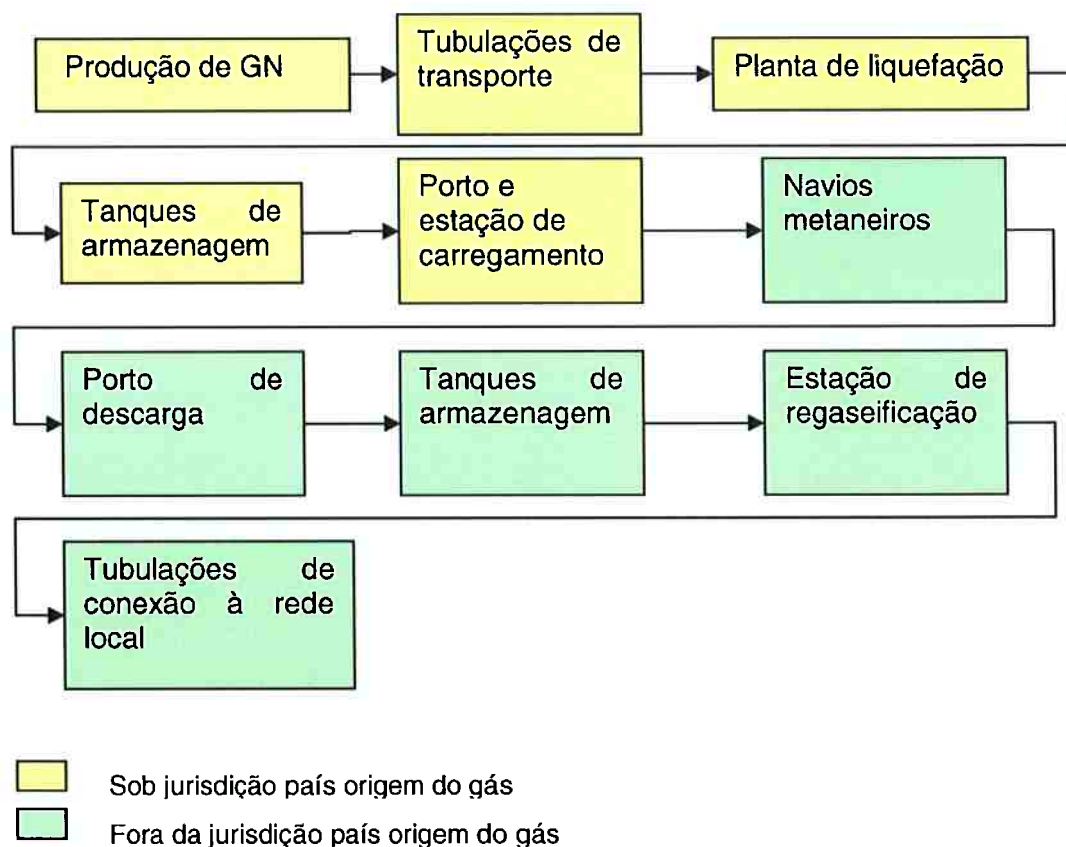 Produção de GN
Tubulações de
transporte
Planta de liquefação
Tanques de
armazenagem
Porto e
estação de
carregamento
Navios
metaneiros
Porto de
descarga
Tanques de
armazenagem
Estação de
regaseificação
Tubulações de
conexão à rede
local
Sob jurisdição país origem do gás
Fora da jurisdição país origem do gás